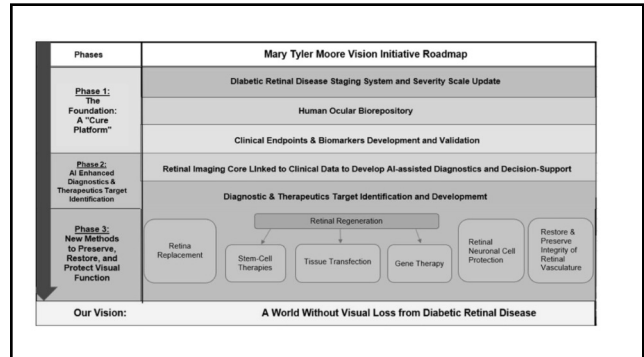 Phases
Mary Tyler Moore Vision Initiative Roadmap
Phase 1:
The
Foundation:
A "Cure
Platform"
Diabetic Retinal Disease Staging System and Severity Scale Update
Human Ocular Biorepository
Clinical Endpoints & Biomarkers Development and Validation
Phase 2:
AI Enhanced
Diagnostics &
Therapeutics Target
Identification
Retinal Imaging Core LInked to Clinical Data to Develop AI-assisted Diagnostics and Decision-Support
Diagnostic & Therapeutics Target Identification and Developmemt
Phase 3:
New Methods
to Preserve,
Restore, and
Protect Visual
Function
Retina
Replacement
Retinal Regeneration
Stem-Cell
Therapies
Tissue Transfection
Gene Therapy
Retinal
Neuronal Cell
Protection
Restore &
Preserve
Integrity of
Retinal
Vasculature
Our Vision:
A World Without Visual Loss from Diabetic Retinal Disease